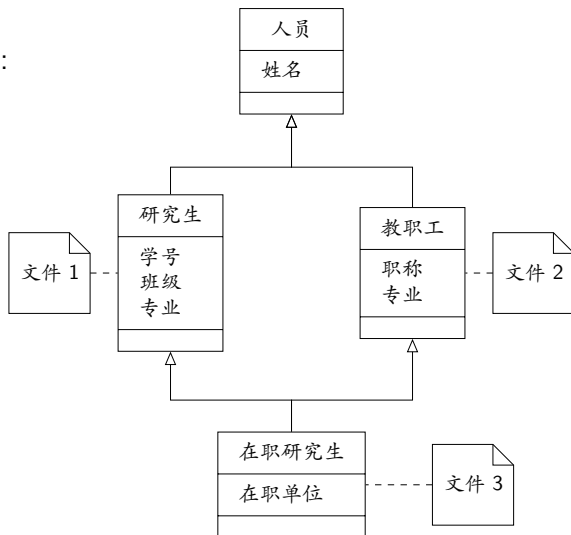 :
人员
姓名
研究生
学号
班级
专业
教职工
职称
专业
文件 1
文件 2
在职研究生
在职单位
文件 3